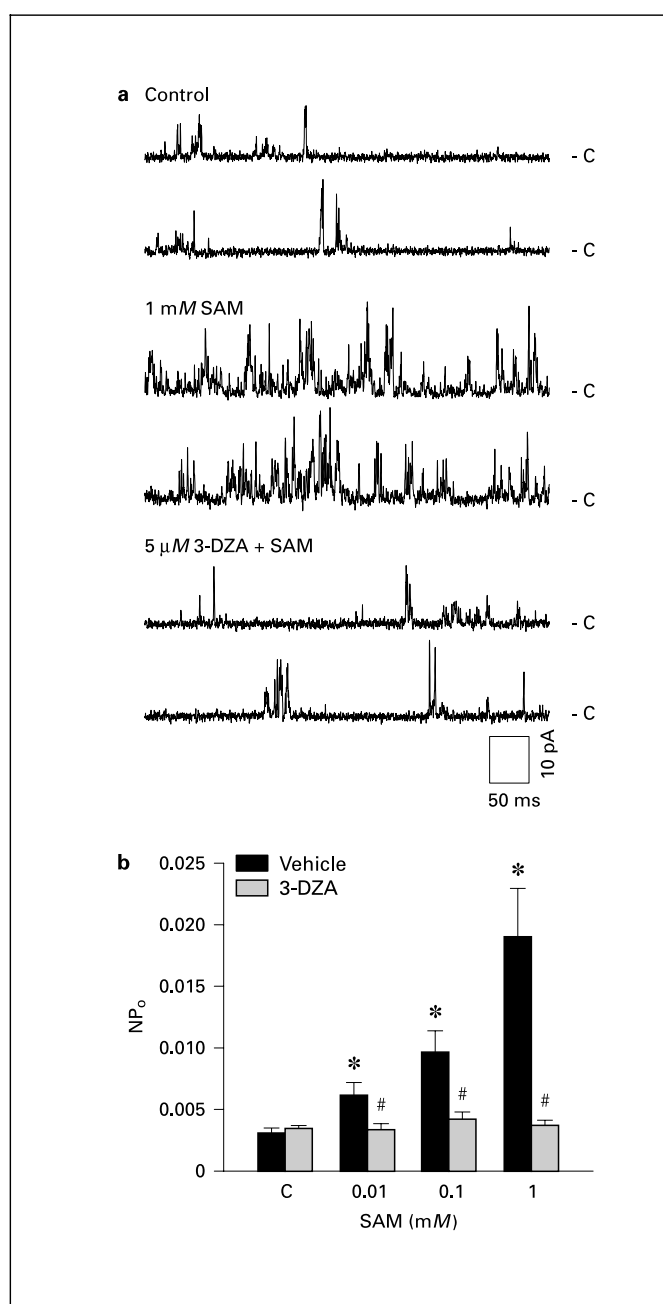 a Control
- C
- C
1 mM SAM
- C
- C
5 μM 3-DZA + SAM
- C
- C
10 pA
50 ms
b
Vehicle
3-DZA
0.025
0.020
0.015
0.010
0.005
0
NPo
*
*
*
#
#
#
C 0.01 0.1 1
SAM (mM)